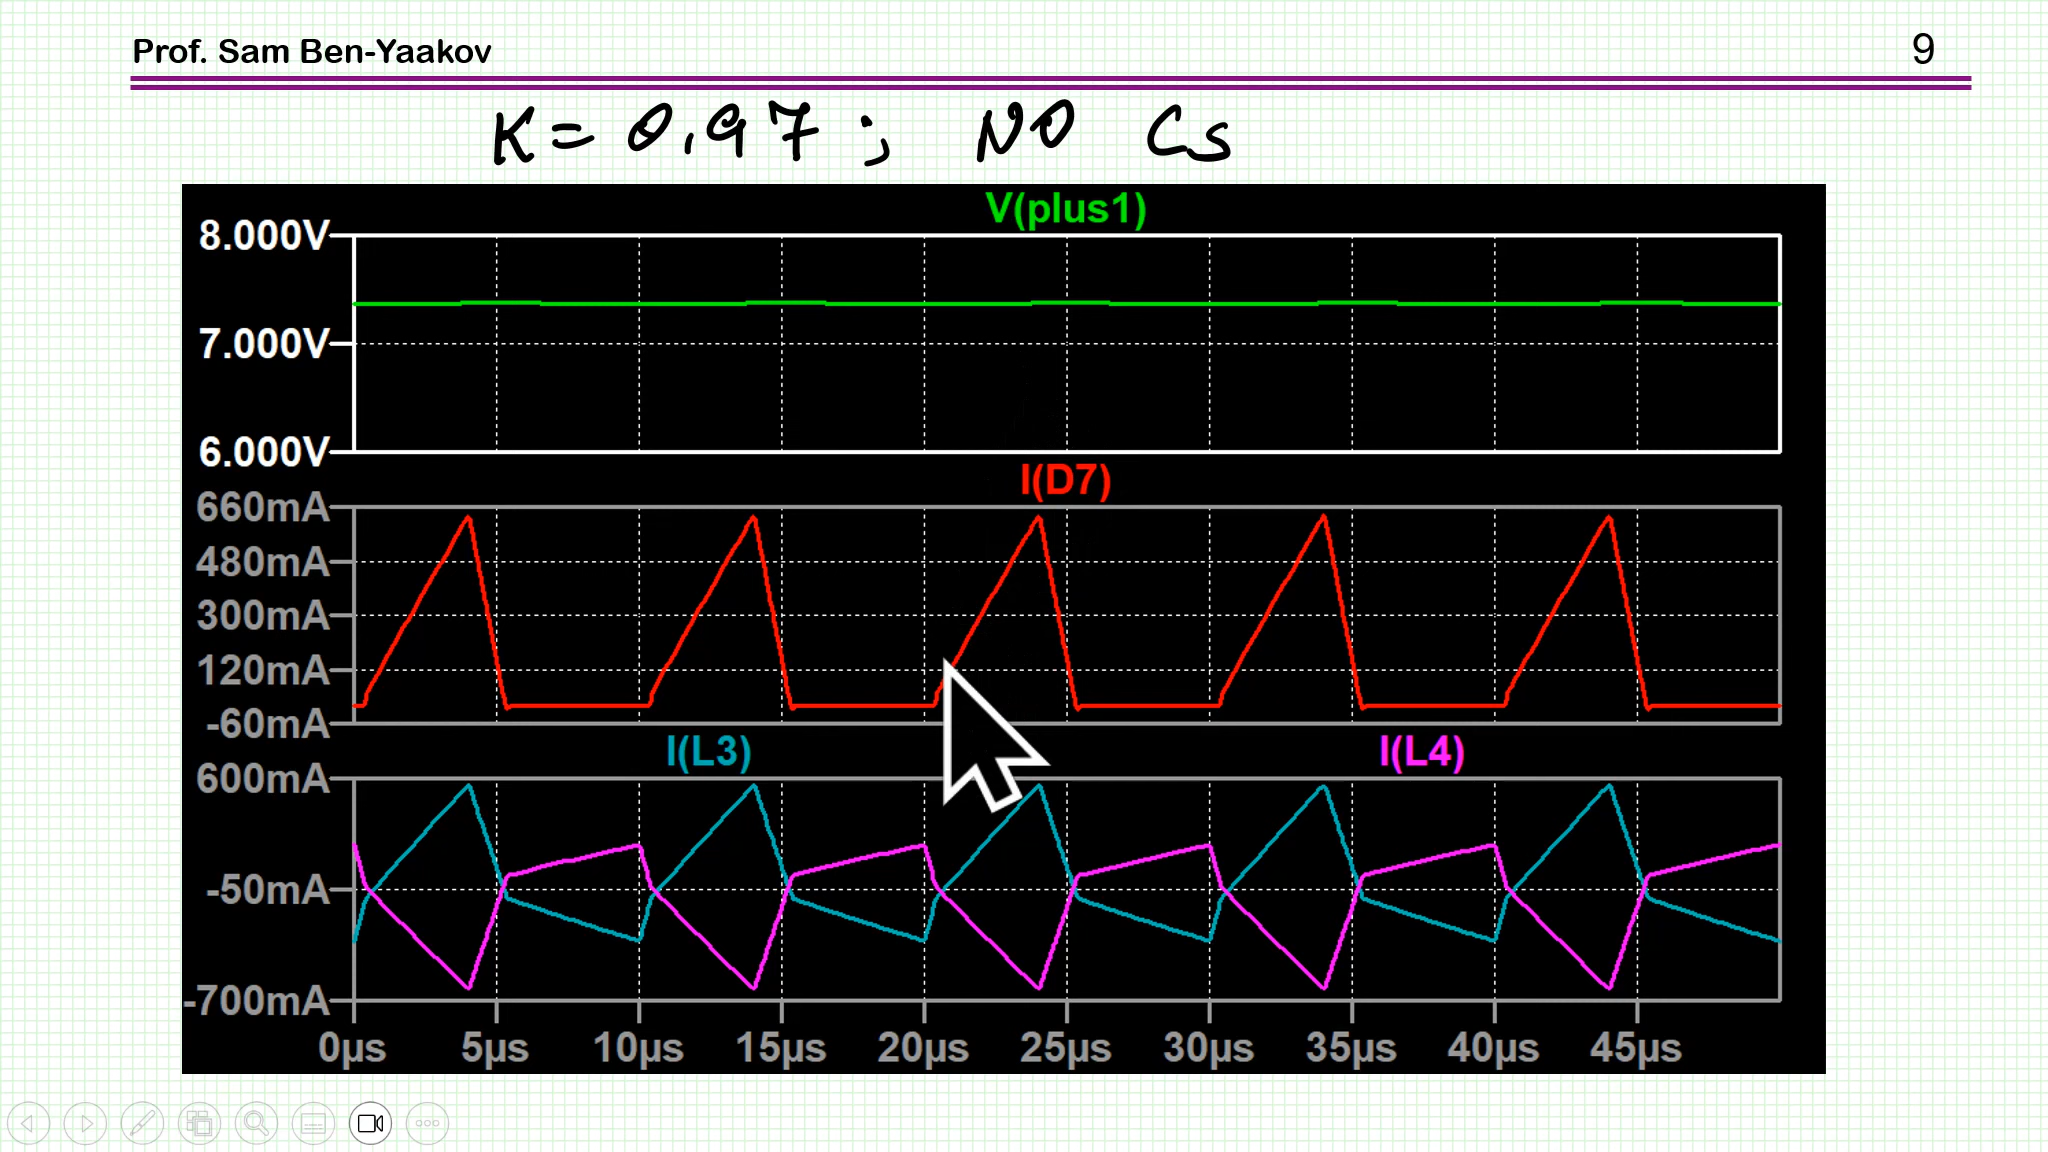 Prof. Sam Ben-Yaakov 9
K = 0.97 ; NO Cs
V(plus1)
8.000V
7.000V
6.000V
I(D7)
660mA
480mA
300mA
120mA
-60mA
I(L3) I(L4)
600mA
-50mA
-700mA
0µs 5µs 10µs 15µs 20µs 25µs 30µs 35µs 40µs 45µs